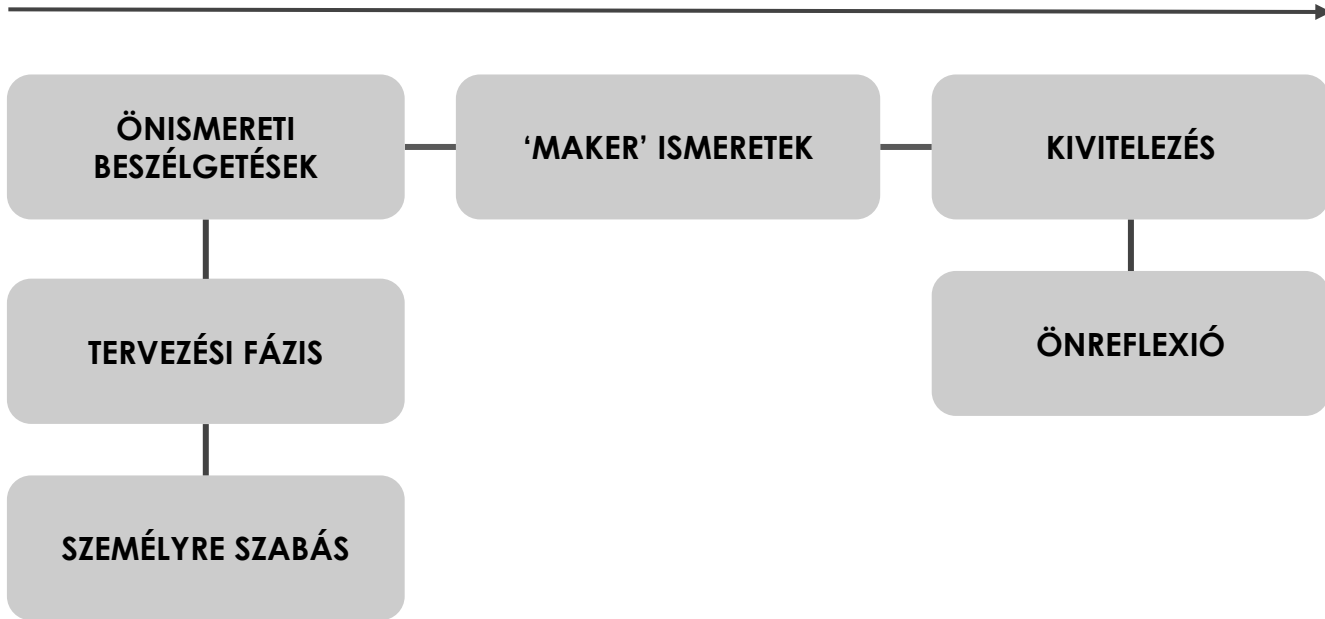 ÖNISMERETI
BESZÉLGETÉSEK
‘MAKER’ ISMERETEK
KIVITELEZÉS
TERVEZÉSI FÁZIS
ÖNREFLEXIÓ
SZEMÉLYRE SZABÁS